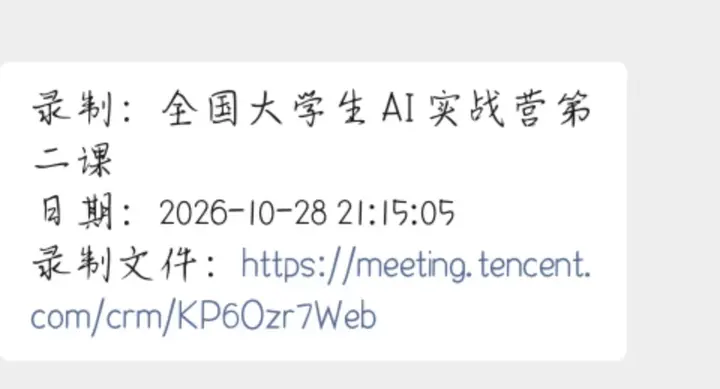 录制：全国大学生AI实战营第
二课
日期：2026-10-28 21:15:05
录制文件：https://meeting.tencent.
com/crm/KP6Ozr7Web